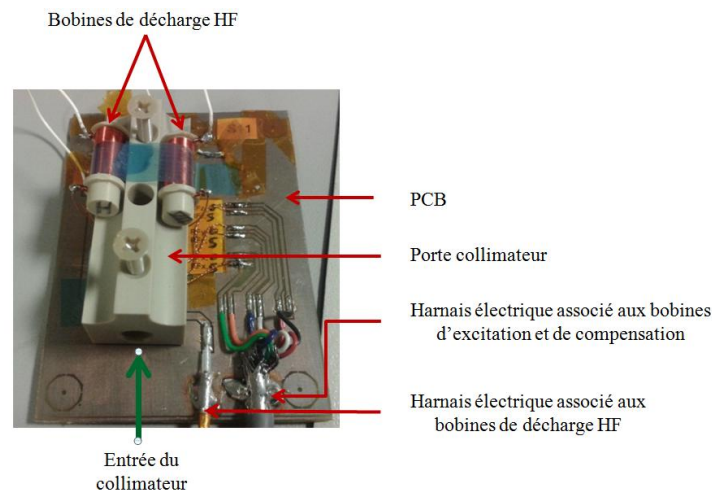 Bobines de décharge HF
S11
H
PCB
Porte collimateur
Harnais électrique associé aux bobines
d’excitation et de compensation
Harnais électrique associé aux
bobines de décharge HF
Entrée du
collimateur